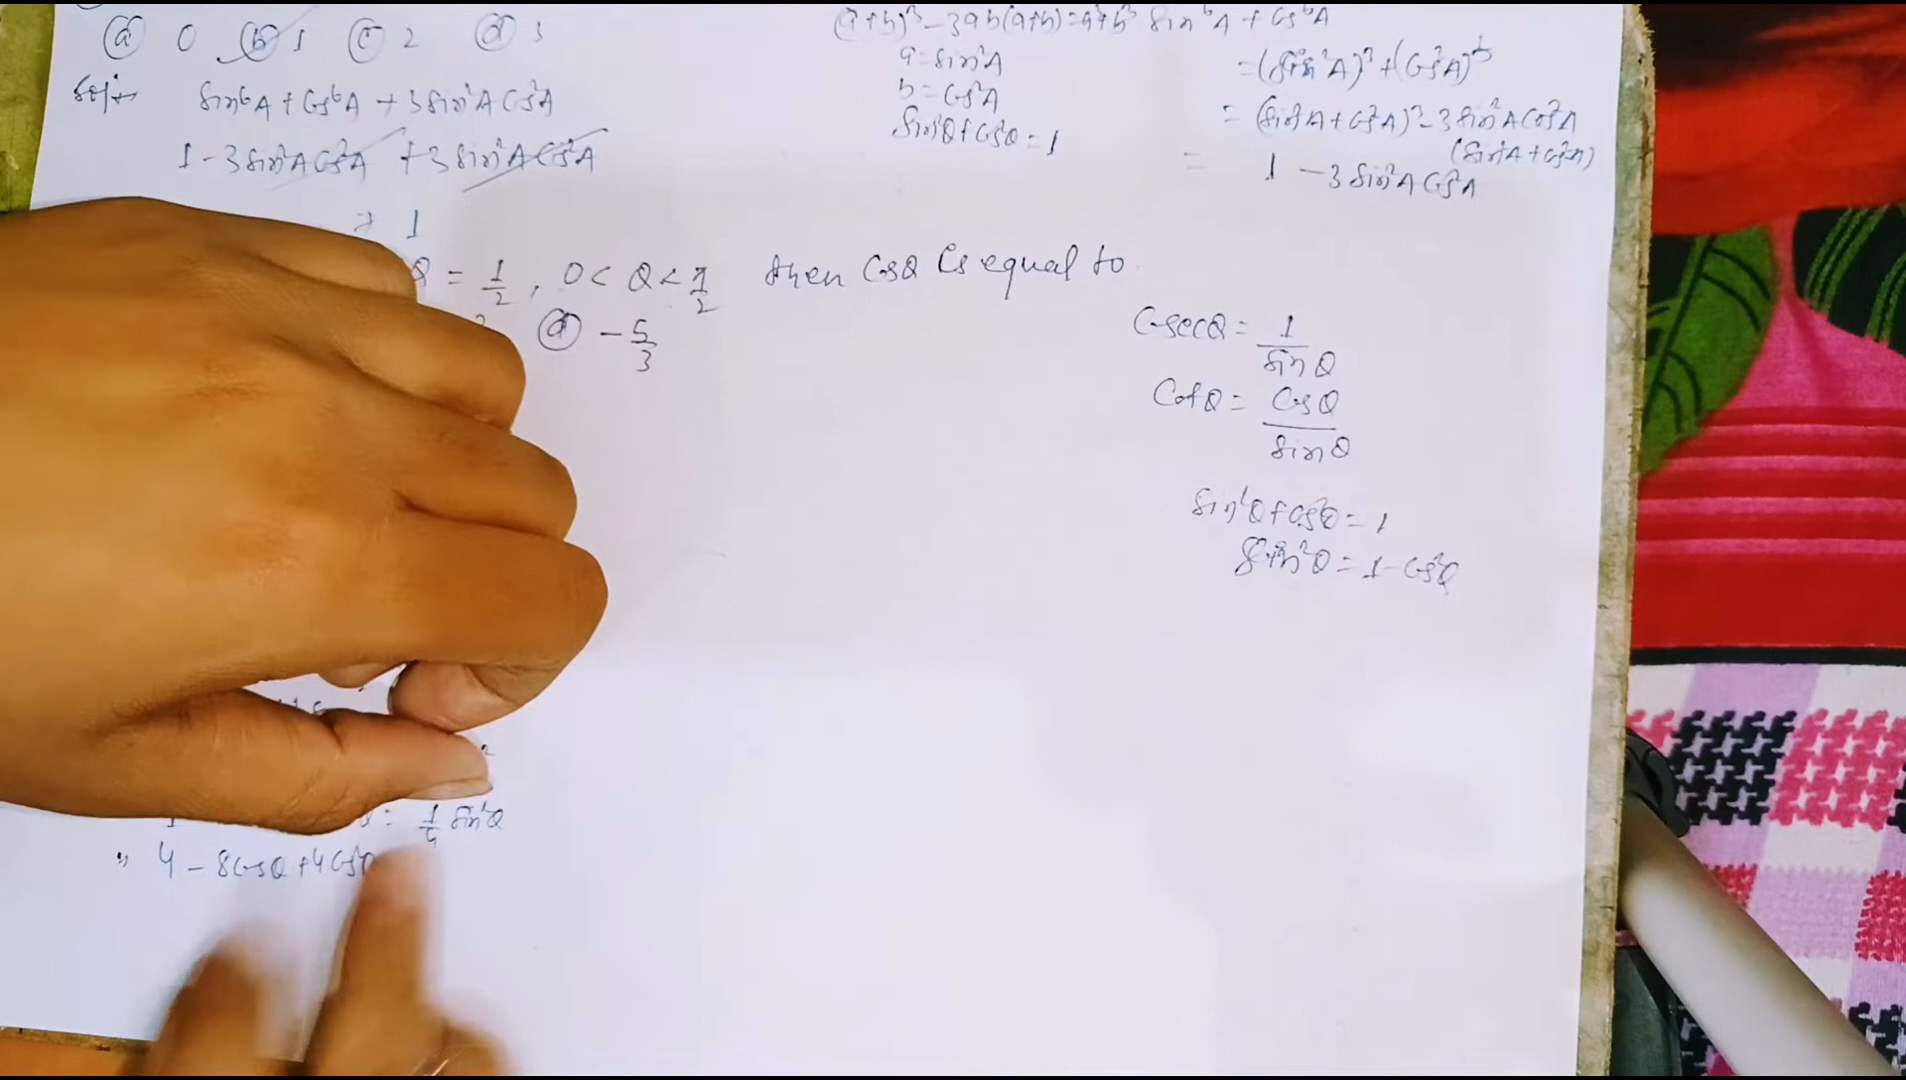 (a) 0 (b) 1 (c) 2 (d) 3
Sol:- sin⁶A + cos⁶A + 3sin²A cos²A
1 - 3sin²A cos²A + 3sin²A cos²A
⇒ 1
(a+b)³ - 3ab(a+b) = a³+b³ sin⁶A + cos⁶A
a = sin²A
b = cos²A
sin²θ + cos²θ = 1
= (sin²A)³ + (cos²A)³
= (sin²A + cos²A)³ - 3sin²A cos²A
(sin²A + cos²A)
= 1 - 3sin²A cos²A
θ = 1/2, 0 < θ < π/2 then cosθ is equal to
(d) -5/3
cosecθ = 1/sinθ
cotθ = cosθ/sinθ
sin²θ + cos²θ = 1
sin²θ = 1 - cos²θ
= 1/4 sin²θ
4 - 8cosθ + 4cos²